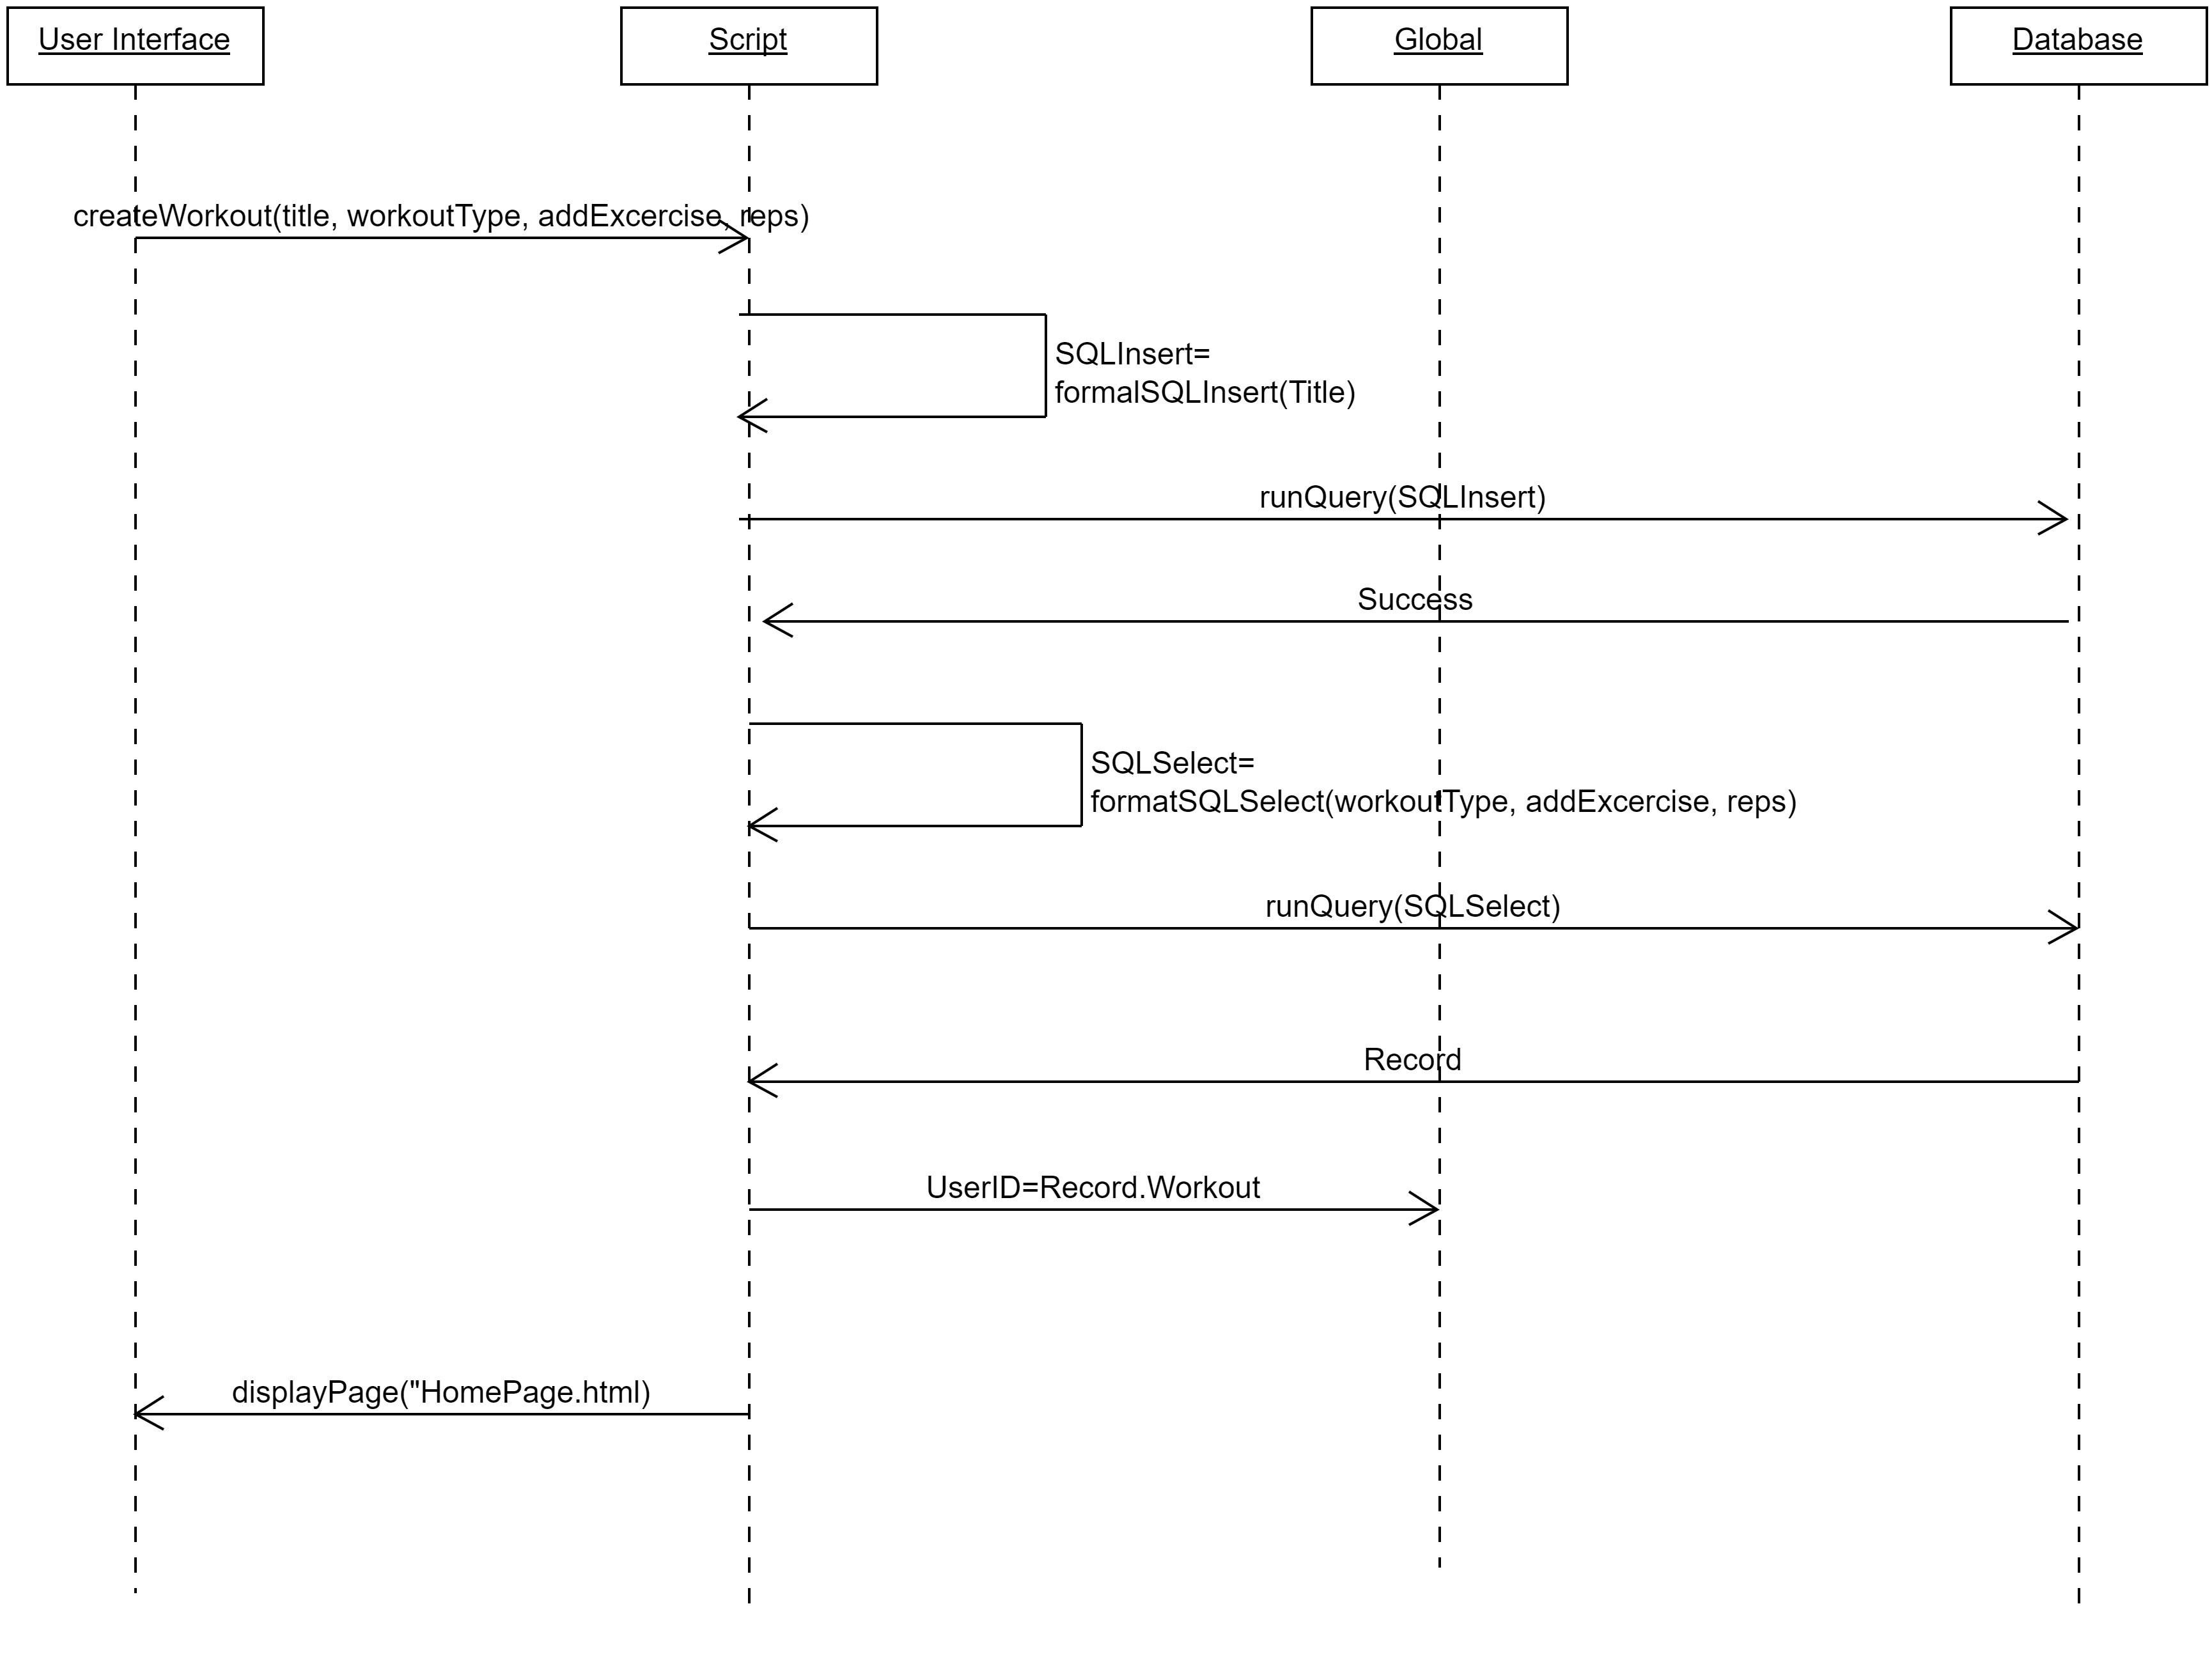 User Interface
Script
Global
Database
createWorkout(title, workoutType, addExcercise, reps)
SQLInsert=
formalSQLInsert(Title)
runQuery(SQLInsert)
Success
SQLSelect=
formatSQLSelect(workoutType, addExcercise, reps)
runQuery(SQLSelect)
Record
UserID=Record.Workout
displayPage("HomePage.html)